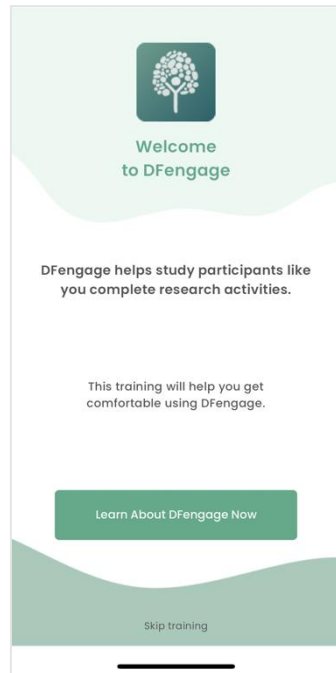 Welcome
to DFengage
DFengage helps study participants like
you complete research activities.
This training will help you get
comfortable using DFengage.
Learn About DFengage Now
Skip training